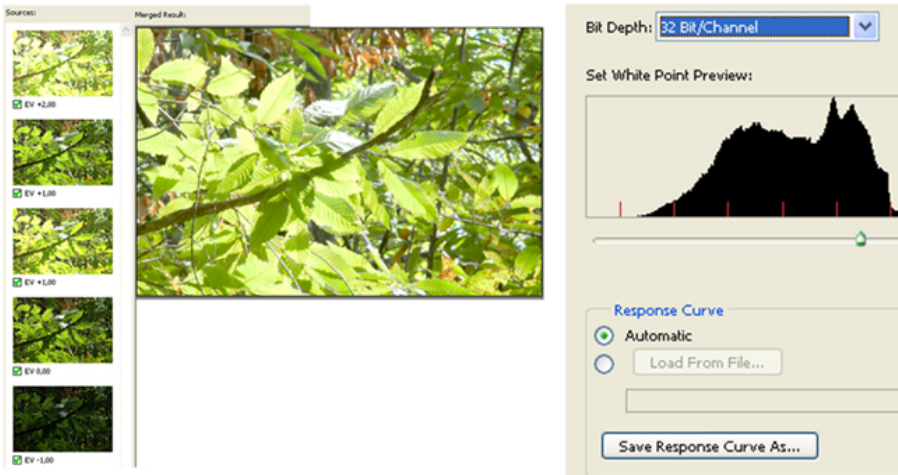 Sources:
Merged Result:
EV +2,00
EV +1,00
EV +1,00
EV 0,00
EV -1,00
Bit Depth: 32 Bit/Channel
Set White Point Preview:
Response Curve
Automatic
Load From File...
Save Response Curve As...